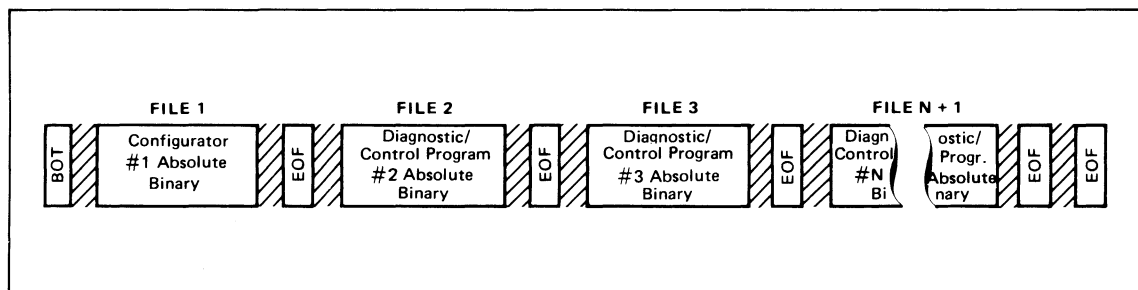 FILE 1
FILE 2
FILE 3
FILE N + 1
BOT
Configurator
#1 Absolute
Binary
EOF
Diagnostic/
Control Program
#2 Absolute
Binary
EOF
Diagnostic/
Control Program
#3 Absolute
Binary
EOF
Diagn ostic/
Control Progr.
#N Absolute
Bi nary
EOF
EOF